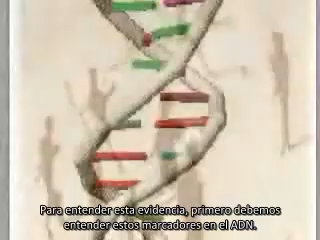 Para entender esta evidencia, primero debemos
entender estos marcadores en el ADN.